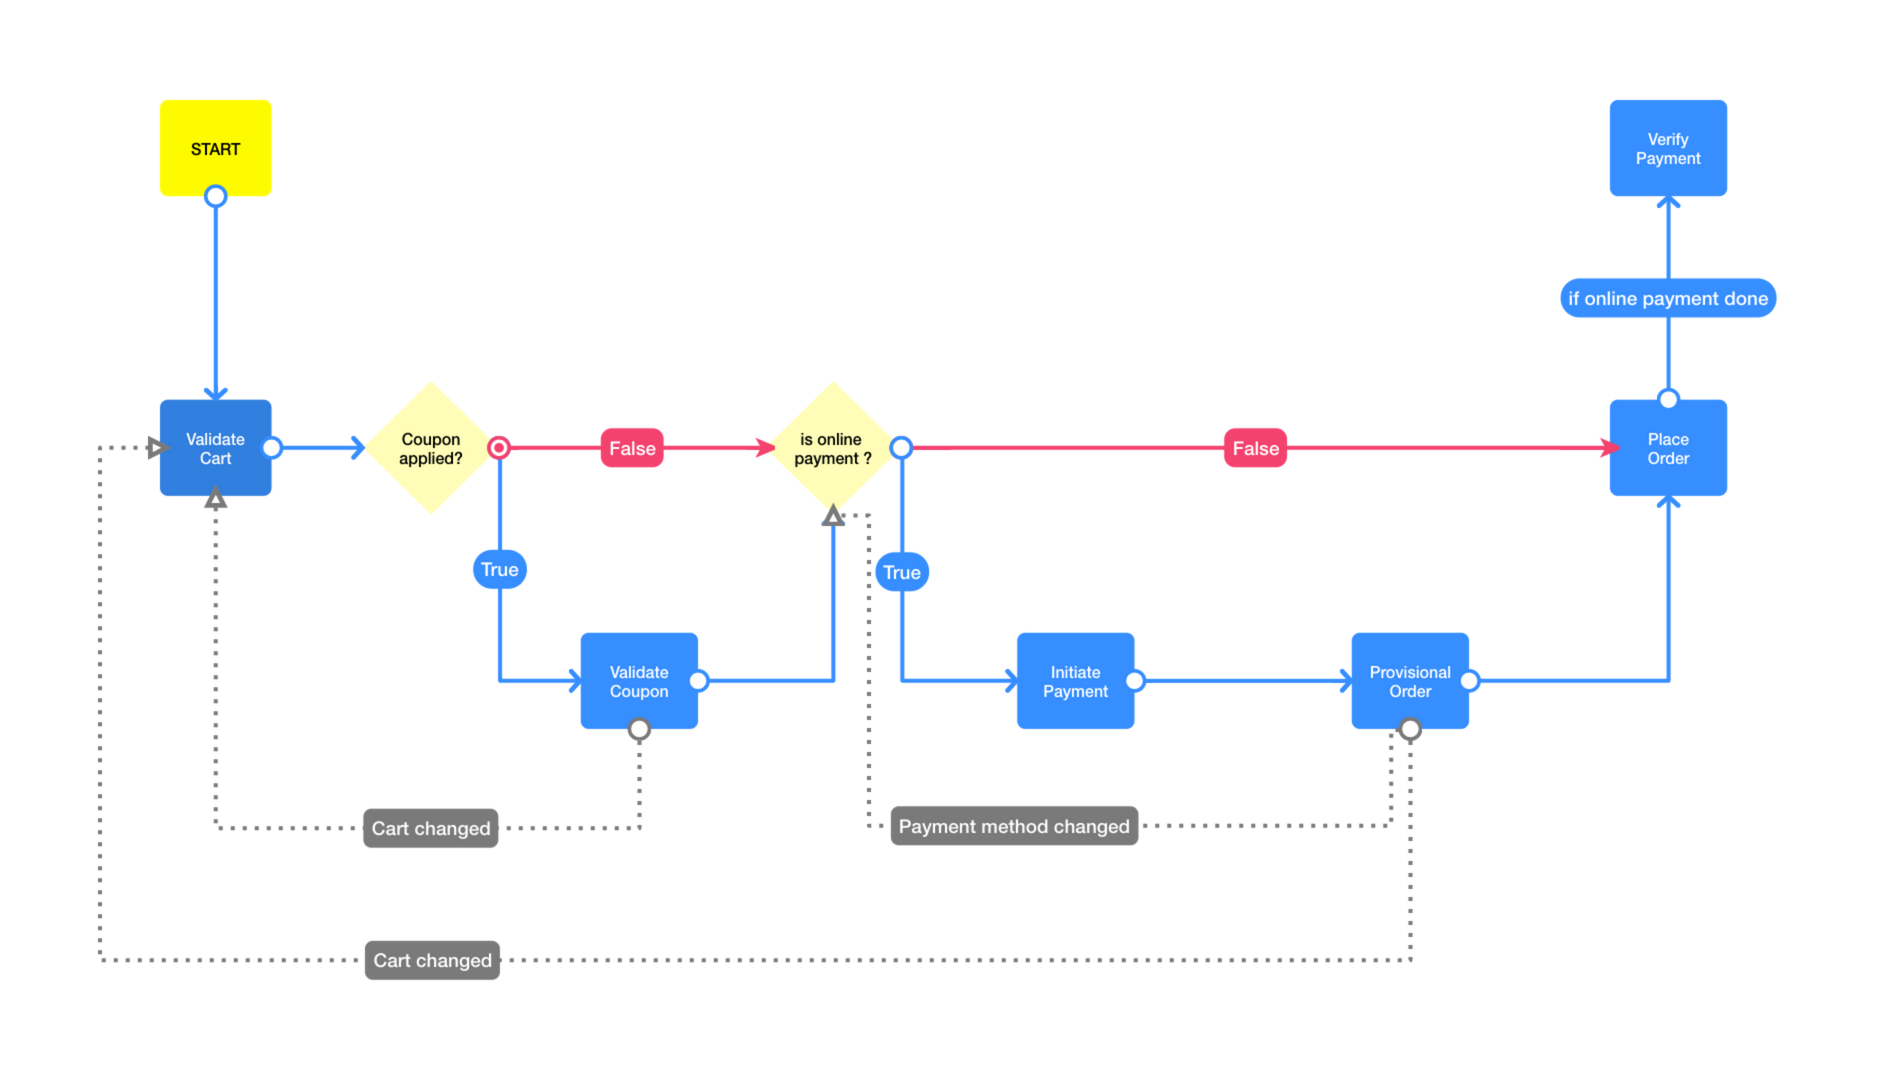 START
Verify
Payment
if online payment done
Validate
Cart
Coupon
applied?
False
is online
payment ?
False
Place
Order
True
True
Validate
Coupon
Initiate
Payment
Provisional
Order
Cart changed
Payment method changed
Cart changed